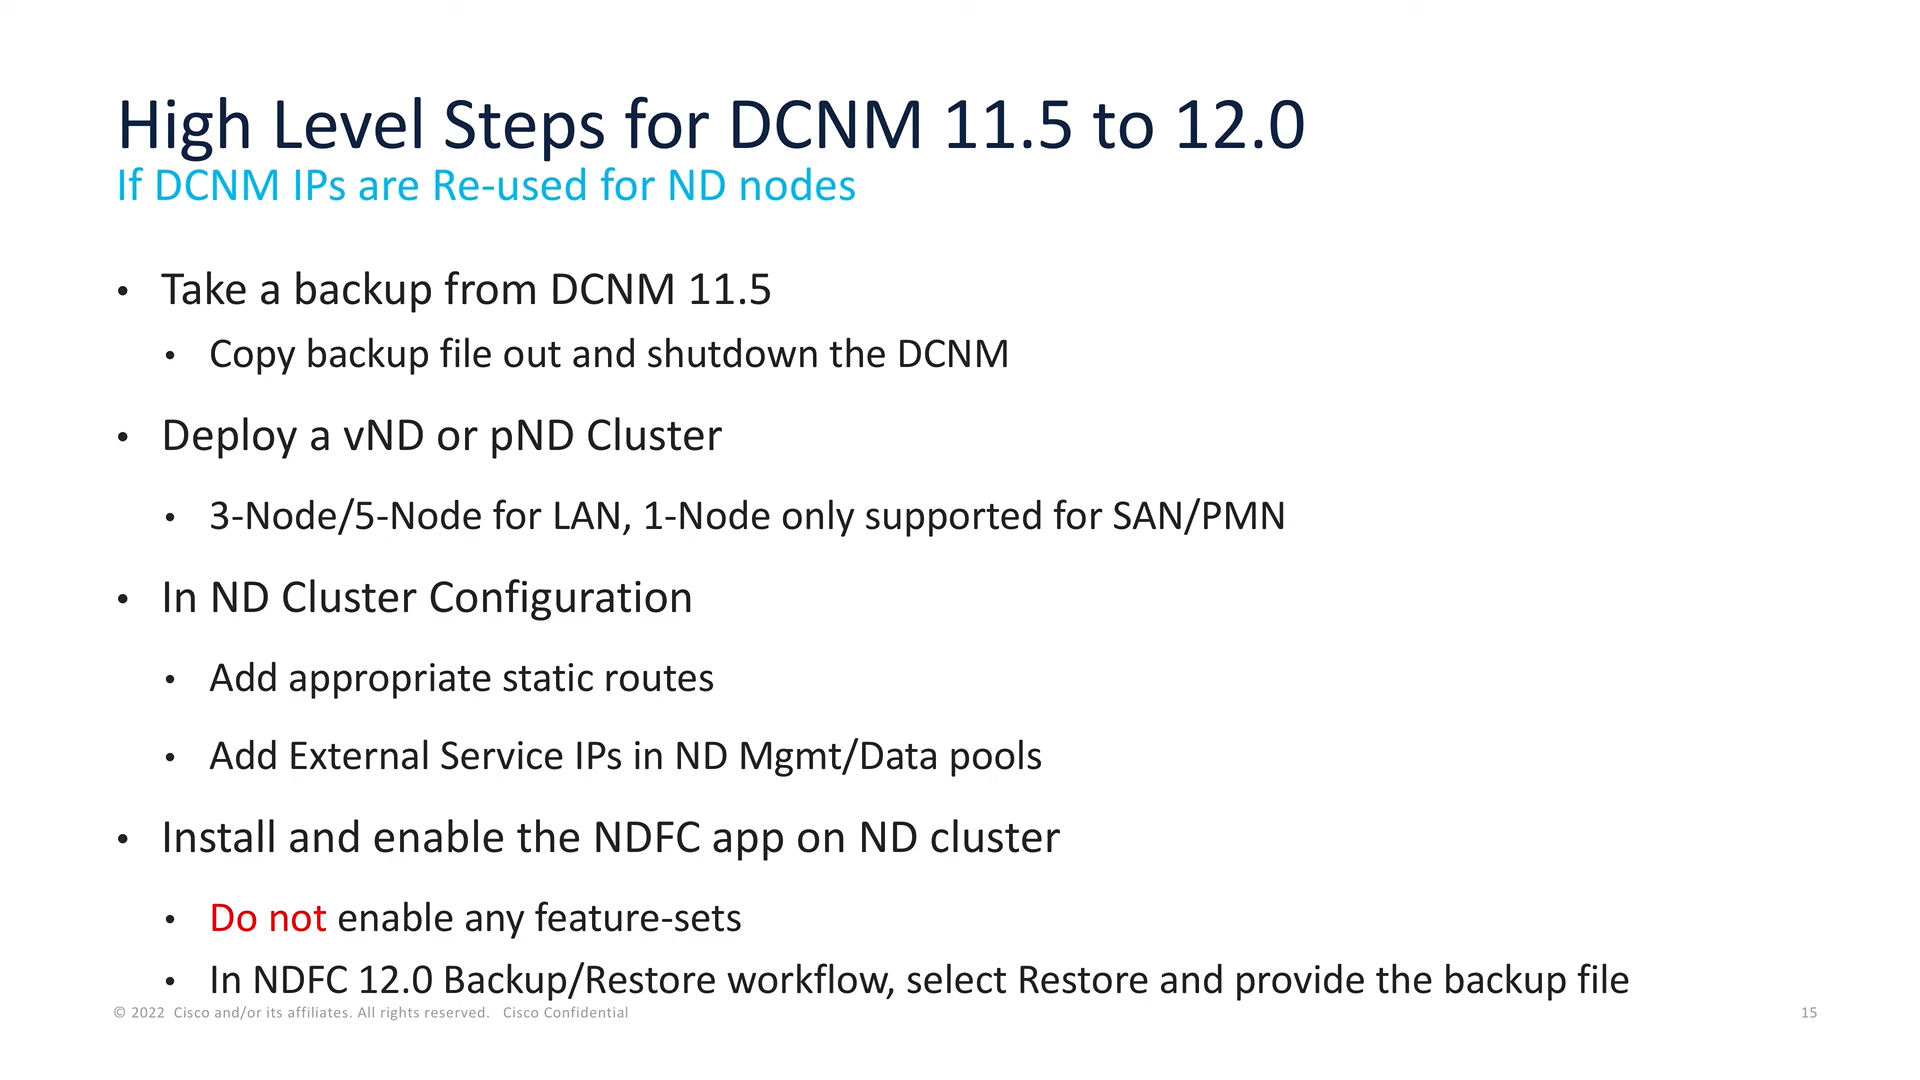 High Level Steps for DCNM 11.5 to 12.0
If DCNM IPs are Re-used for ND nodes
• Take a backup from DCNM 11.5
• Copy backup file out and shutdown the DCNM
• Deploy a vND or pND Cluster
• 3-Node/5-Node for LAN, 1-Node only supported for SAN/PMN
• In ND Cluster Configuration
• Add appropriate static routes
• Add External Service IPs in ND Mgmt/Data pools
• Install and enable the NDFC app on ND cluster
• Do not enable any feature-sets
• In NDFC 12.0 Backup/Restore workflow, select Restore and provide the backup file
© 2022 Cisco and/or its affiliates. All rights reserved. Cisco Confidential
15